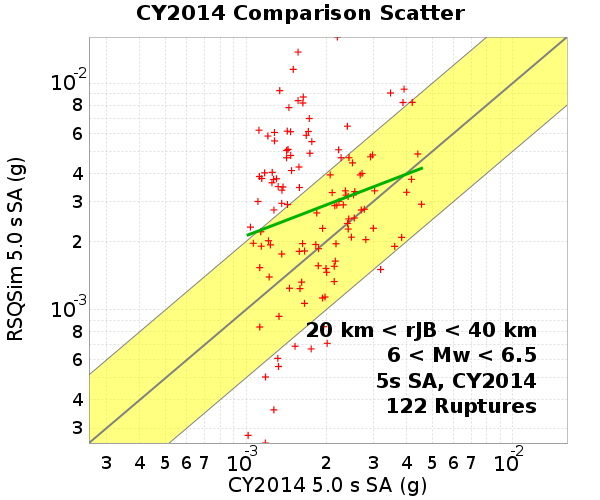 CY2014 Comparison Scatter
10-2
8
6
4
3
2
10-3
8
6
4
3
RSQSim 5.0 s SA (g)
20 km < rJB < 40 km
6 < Mw < 6.5
5s SA, CY2014
122 Ruptures
3 4 5 6 7 10-3 2 3 4 5 6 7 10-2
CY2014 5.0 s SA (g)